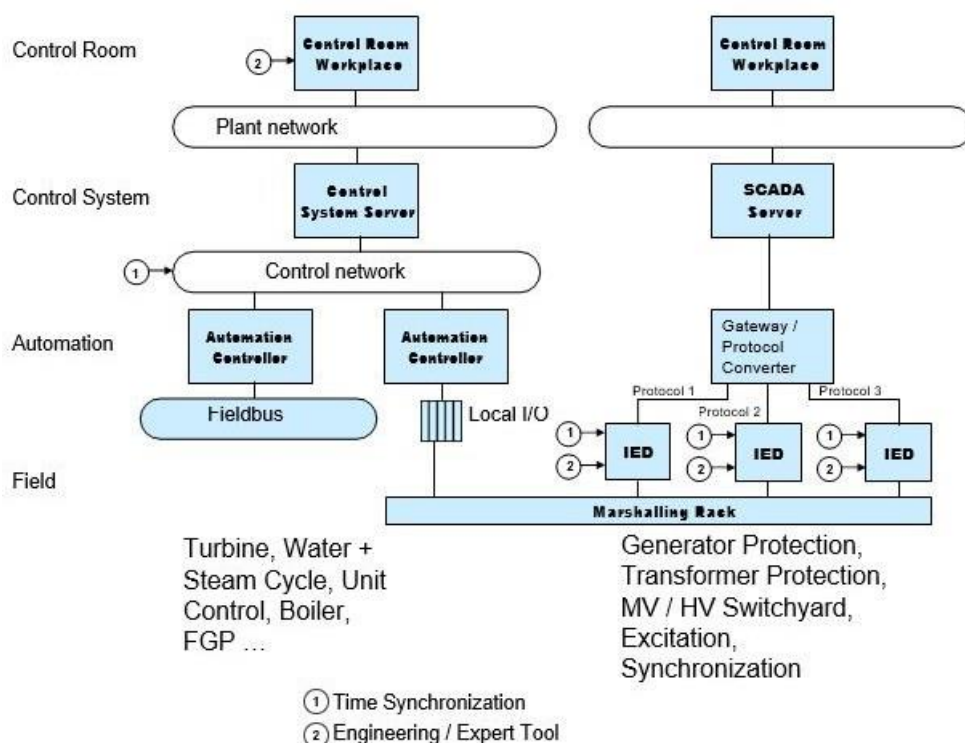 Control Room
2
Control Room
Workplace
Control Room
Workplace
Plant network
Control System
Control
System Server
SCADA
Server
1
Control network
Automation
Automation
Controller
Automation
Controller
Gateway /
Protocol
Converter
Fieldbus
Local I/O
Protocol 1
Protocol 2
Protocol 3
1
2
IED
1
2
IED
1
2
IED
Field
Marshalling Rack
Turbine, Water +
Steam Cycle, Unit
Control, Boiler,
FGP ...
Generator Protection,
Transformer Protection,
MV / HV Switchyard,
Excitation,
Synchronization
1 Time Synchronization
2 Engineering / Expert Tool